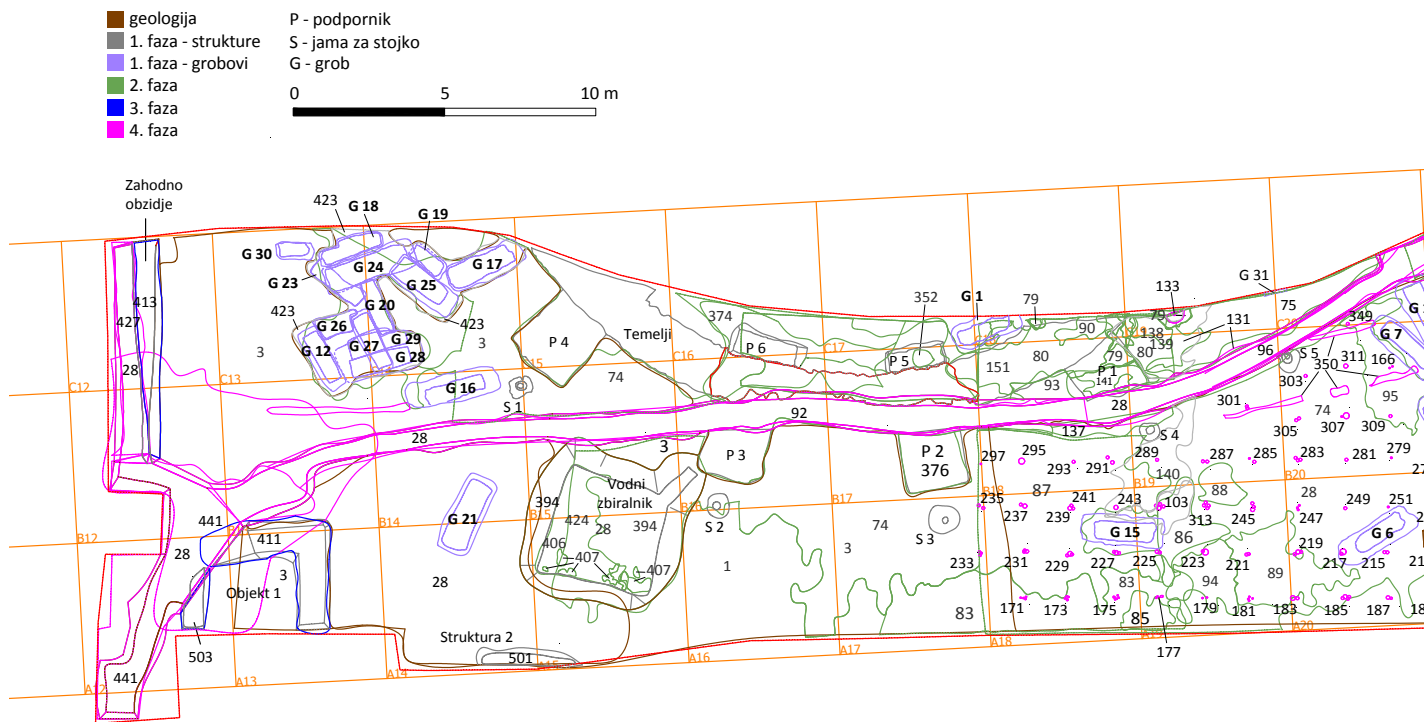 geologija
1. faza - strukture
1. faza - grobovi
2. faza
3. faza
4. faza
P - podpornik
S - jama za stojko
G - grob
0 5 10 m
Zahodno
obzidje
423 G 18 G 19
G 30
G 23 G 24 G 17
G 25
G 20
413
427
423 423
G 26 G 29
G 12 G 27 G 28
3 3
28
G 16
S 1
P 4
Temelji
74
374
P 6
352
P 5
G 1
79
133
G 31
75
90
79
138
139
131
80
79
80
151
93
P 1
141
28
96
349
G 7
S 5
311
166
350
303
301
74
95
305
307
309
C12
C13
C16
C17
28
92
3
P 3
P 2
376
137
S 4
297
295
293
291
289
287
285
283
281
279
140
87
88
28
Vodni
zbiralnik
394
424
28
394
406
407
407
S 2
S 3
74
3
1
G 21
235
237
239
241
243
103
313
245
247
249
251
G 15
86
G 6
219
233
231
229
227
225
223
221
217
215
83
94
89
171
173
175
179
181
183
185
187
83
85
177
B12
B14
B15
B16
B17
B18
B19
B20
441
411
28
3
Objekt 1
28
503
441
Struktura 2
501
A12
A13
A14
A15
A16
A17
A18
A20